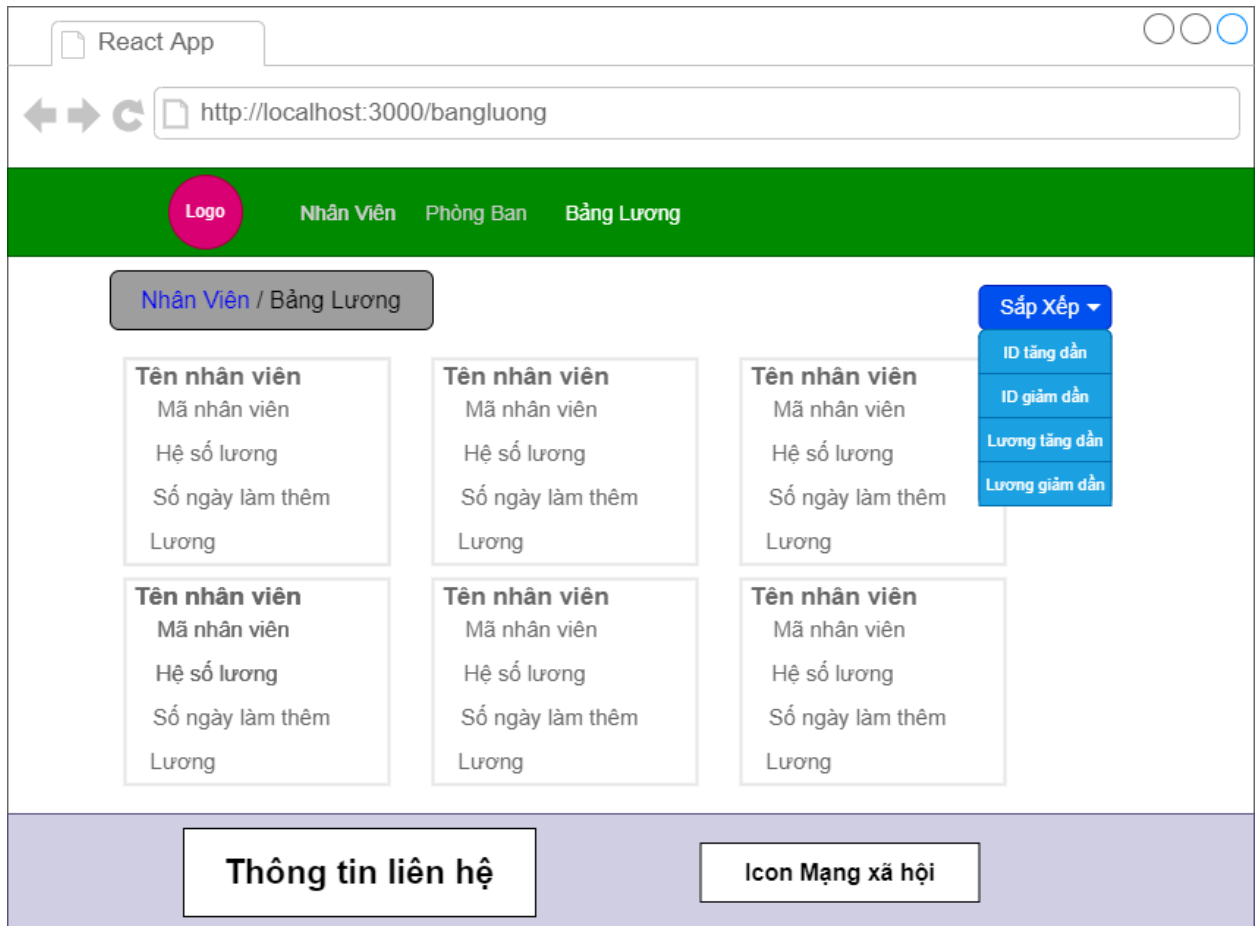 React App
http://localhost:3000/bangluong
Logo Nhân Viên Phòng Ban Bảng Lương
Nhân Viên / Bảng Lương
Sắp Xếp
ID tăng dần
ID giảm dần
Lương tăng dần
Lương giảm dần
Tên nhân viên
Mã nhân viên
Hệ số lương
Số ngày làm thêm
Lương
Tên nhân viên
Mã nhân viên
Hệ số lương
Số ngày làm thêm
Lương
Tên nhân viên
Mã nhân viên
Hệ số lương
Số ngày làm thêm
Lương
Tên nhân viên
Mã nhân viên
Hệ số lương
Số ngày làm thêm
Lương
Tên nhân viên
Mã nhân viên
Hệ số lương
Số ngày làm thêm
Lương
Tên nhân viên
Mã nhân viên
Hệ số lương
Số ngày làm thêm
Lương
Thông tin liên hệ
Icon Mạng xã hội